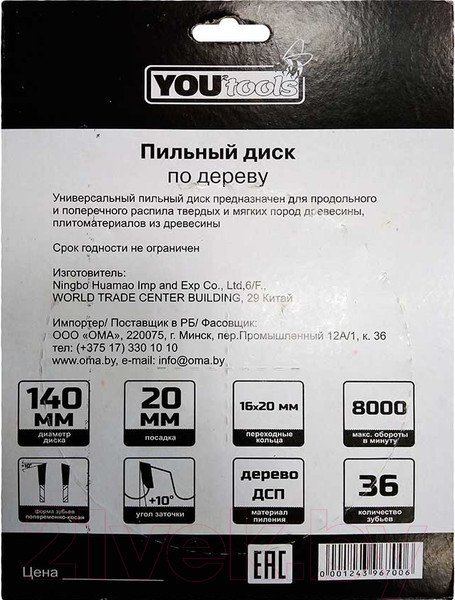 YOU tools
Пильный диск
по дереву
Универсальный пильный диск предназначен для продольного
и поперечного распила твердых и мягких пород древесины,
плитоматериалов из древесины
Срок годности не ограничен
Изготовитель:
Ningbo Huamao Imp and Exp Co., Ltd,6/F.,
WORLD TRADE CENTER BUILDING, 29 Китай
Импортер/ Поставщик в РБ/ Фасовщик:
ООО «ОМА», 220075, г. Минск, пер.Промышленный 12А/1, к. 36
тел: (+375 17) 330 10 10
www.oma.by, e-mail: info@oma.by
140 ММ
диаметр диска
20 ММ
посадка
16х20 мм
переходные кольца
8000
макс. обороты в минуту
10°
форма зубьев
попеременно-косая
+10°
угол заточки
дерево
ДСП
материал пиления
36
количество зубьев
Цена
EAC
0 001243 967006